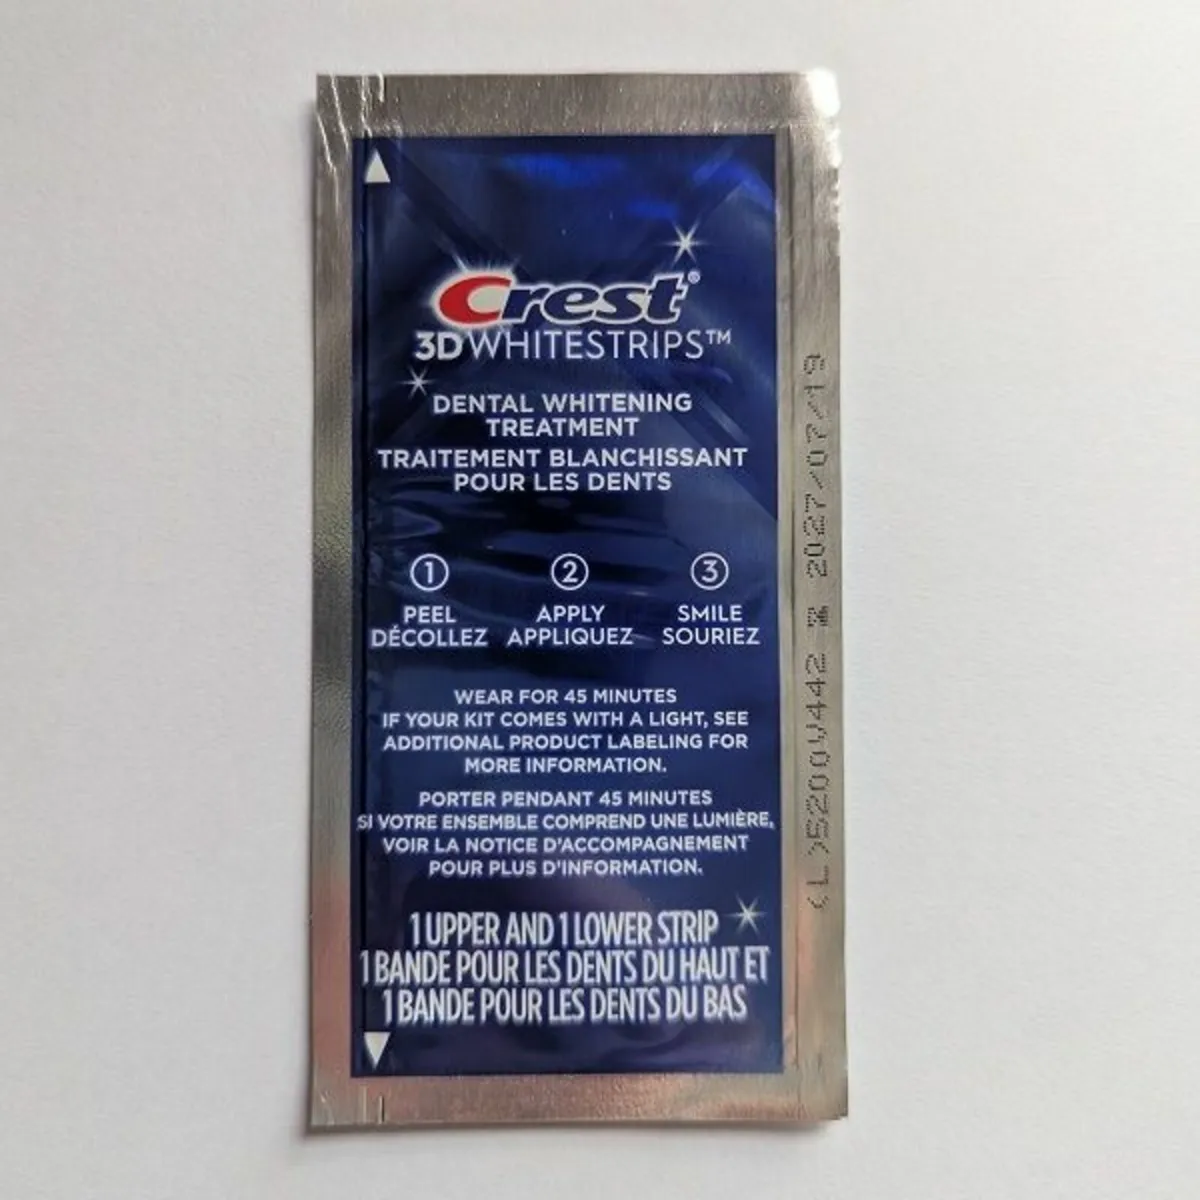 Crest®
3DWHITESTRIPS™
DENTAL WHITENING
TREATMENT
TRAITEMENT BLANCHISSANT
POUR LES DENTS
1 2 3
PEEL APPLY SMILE
DÉCOLLEZ APPLIQUEZ SOURIEZ
WEAR FOR 45 MINUTES
IF YOUR KIT COMES WITH A LIGHT, SEE
ADDITIONAL PRODUCT LABELING FOR
MORE INFORMATION.
PORTER PENDANT 45 MINUTES
SI VOTRE ENSEMBLE COMPREND UNE LUMIÈRE,
VOIR LA NOTICE D'ACCOMPAGNEMENT
POUR PLUS D'INFORMATION.
1 UPPER AND 1 LOWER STRIP
1 BANDE POUR LES DENTS DU HAUT ET
1 BANDE POUR LES DENTS DU BAS
2027/07/19